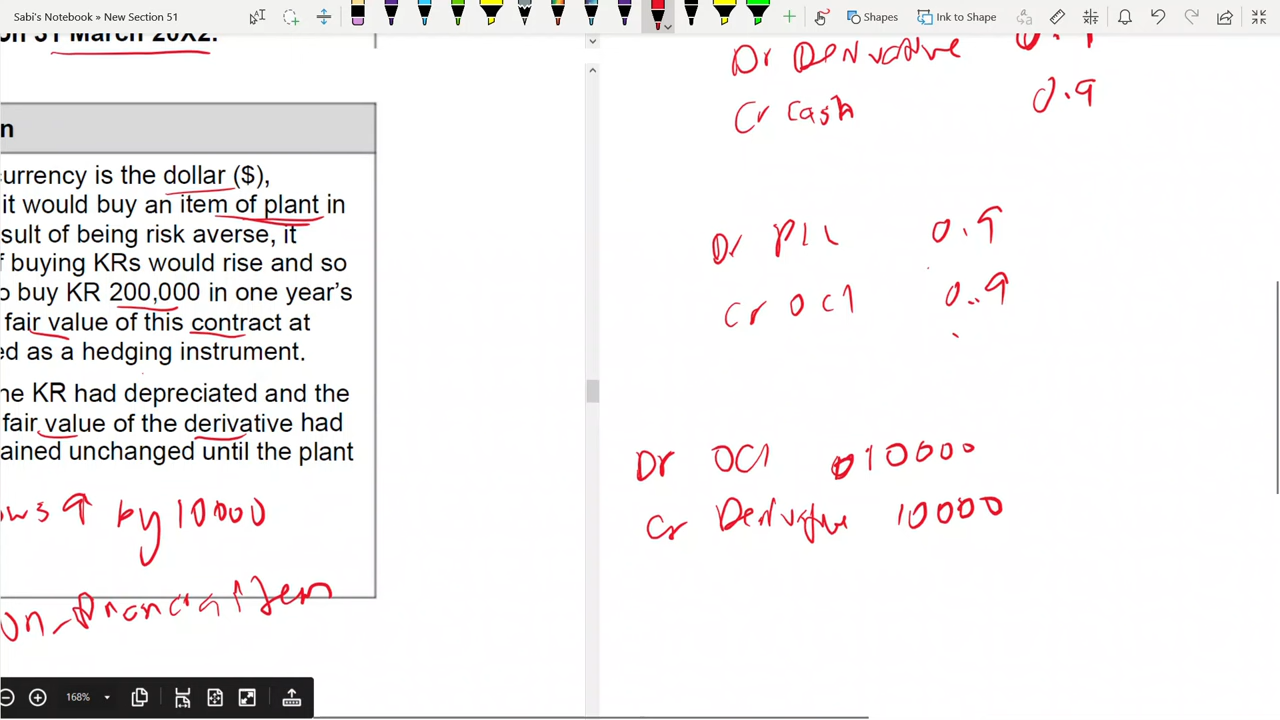 Sabi's Notebook » New Section 51
Shapes
Ink to Shape
on 31 March 20X2.
n
currency is the dollar ($),
it would buy an item of plant in
sult of being risk averse, it
f buying KRs would rise and so
o buy KR 200,000 in one year's
fair value of this contract at
ed as a hedging instrument.
ne KR had depreciated and the
fair value of the derivative had
ained unchanged until the plant
ows ↑ by 10000
on-financial item
168%
Dr Derivative 0.9
Cr Cash 0.9
Dr P/L 0.9
Cr OCI 0.9
Dr OCI 10000
Cr Derivative 10000